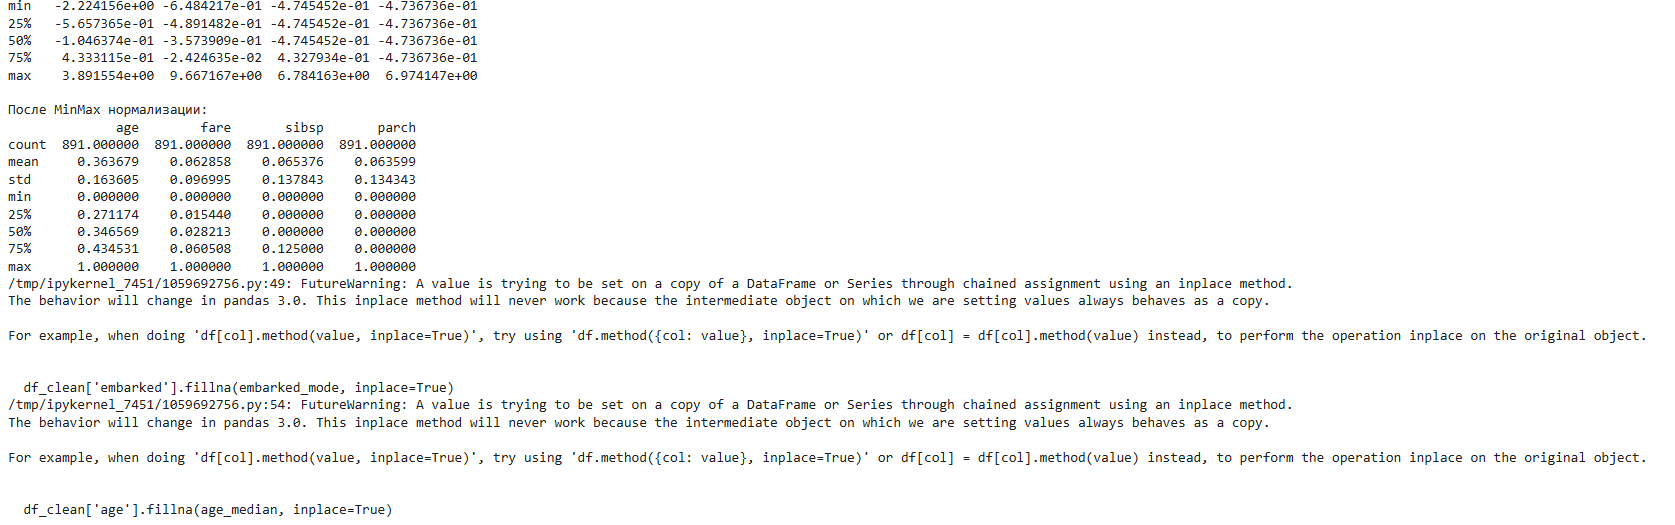 min   -2.224156e+00 -6.484217e-01 -4.745452e-01 -4.736736e-01
25%   -5.657365e-01 -4.891482e-01 -4.745452e-01 -4.736736e-01
50%   -1.046374e-01 -3.573909e-01 -4.745452e-01 -4.736736e-01
75%    4.333115e-01 -2.424635e-02  4.327934e-01 -4.736736e-01
max    3.891554e+00  9.667167e+00  6.784163e+00  6.974147e+00
После MinMax нормализации:
              age        fare       sibsp       parch
count  891.000000  891.000000  891.000000  891.000000
mean     0.363679    0.062858    0.065376    0.063599
std      0.163605    0.096995    0.137843    0.134343
min      0.000000    0.000000    0.000000    0.000000
25%      0.271174    0.015440    0.000000    0.000000
50%      0.346569    0.028213    0.000000    0.000000
75%      0.434531    0.060508    0.125000    0.000000
max      1.000000    1.000000    1.000000    1.000000
/tmp/ipykernel_7451/1059692756.py:49: FutureWarning: A value is trying to be set on a copy of a DataFrame or Series through chained assignment using an inplace method.
The behavior will change in pandas 3.0. This inplace method will never work because the intermediate object on which we are setting values always behaves as a copy.
For example, when doing 'df[col].method(value, inplace=True)', try using 'df.method({col: value}, inplace=True)' or df[col] = df[col].method(value) instead, to perform the operation inplace on the original object.
  df_clean['embarked'].fillna(embarked_mode, inplace=True)
/tmp/ipykernel_7451/1059692756.py:54: FutureWarning: A value is trying to be set on a copy of a DataFrame or Series through chained assignment using an inplace method.
The behavior will change in pandas 3.0. This inplace method will never work because the intermediate object on which we are setting values always behaves as a copy.
For example, when doing 'df[col].method(value, inplace=True)', try using 'df.method({col: value}, inplace=True)' or df[col] = df[col].method(value) instead, to perform the operation inplace on the original object.
  df_clean['age'].fillna(age_median, inplace=True)